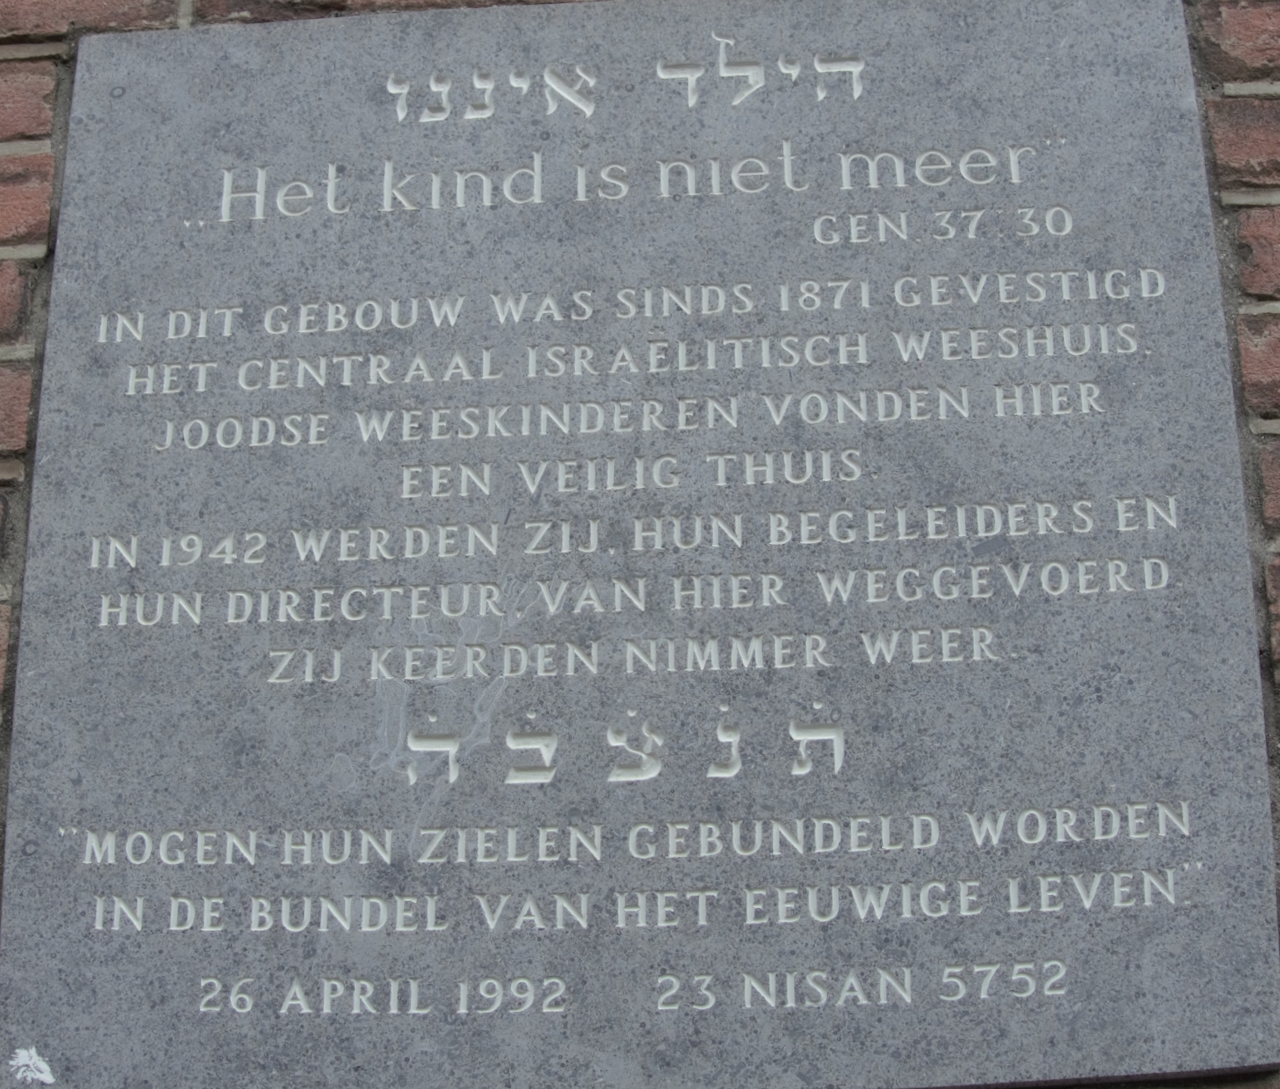 הילד איננו
„Het kind is niet meer”
GEN. 37:30
IN DIT GEBOUW WAS SINDS 1871 GEVESTIGD
HET CENTRAAL ISRAËLITISCH WEESHUIS.
JOODSE WEESKINDEREN VONDEN HIER
EEN VEILIG THUIS.
IN 1942 WERDEN ZIJ, HUN BEGELEIDERS EN
HUN DIRECTEUR VAN HIER WEGGEVOERD.
ZIJ KEERDEN NIMMER WEER.
תׄ נׄ צׄ בׄ הׄ
"MOGEN HUN ZIELEN GEBUNDELD WORDEN
IN DE BUNDEL VAN HET EEUWIGE LEVEN".
26 APRIL 1992 23 NISAN 5752